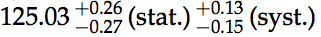 125.03 +0.26 −0.27 (stat.) +0.13 −0.15 (syst.)